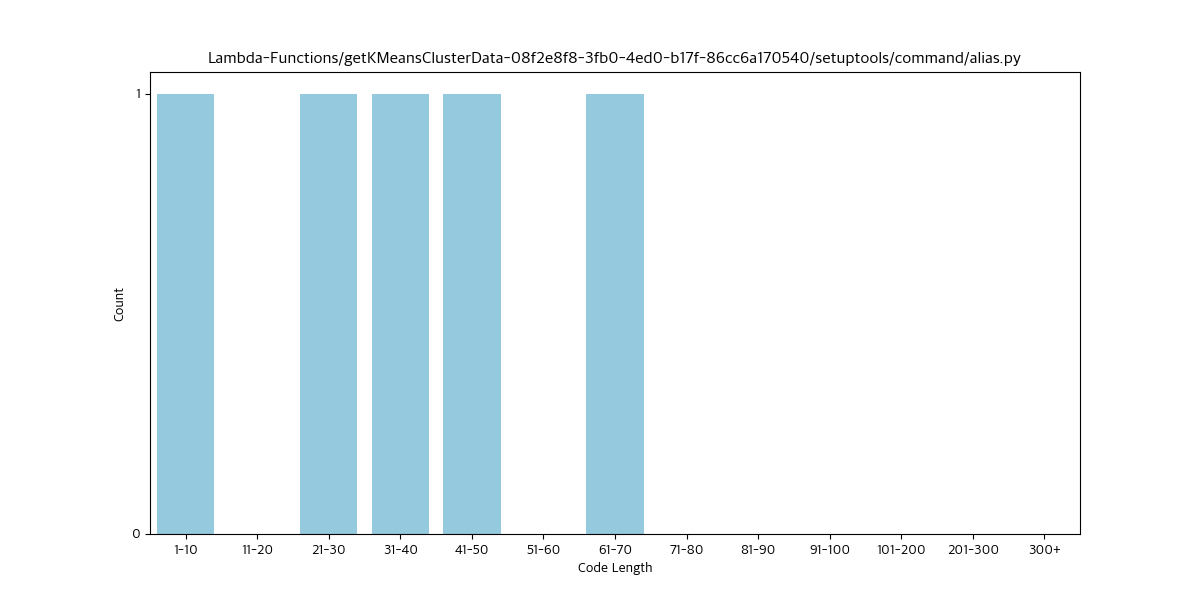 Lambda-Functions/getKMeansClusterData-08f2e8f8-3fb0-4ed0-b17f-86cc6a170540/setuptools/command/alias.py
1
Count
0
1-10 11-20 21-30 31-40 41-50 51-60 61-70 71-80 81-90 91-100 101-200 201-300 300+
Code Length